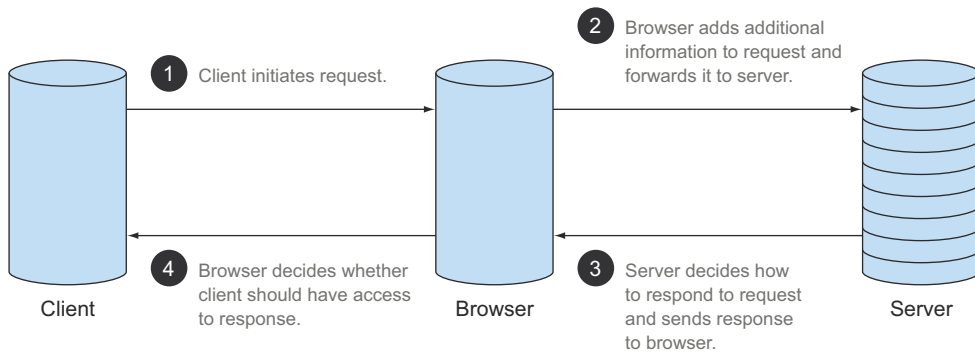 1 Client initiates request.
2 Browser adds additional
information to request and
forwards it to server.
4 Browser decides whether
client should have access
to response.
3 Server decides how
to respond to request
and sends response
to browser.
Client
Browser
Server